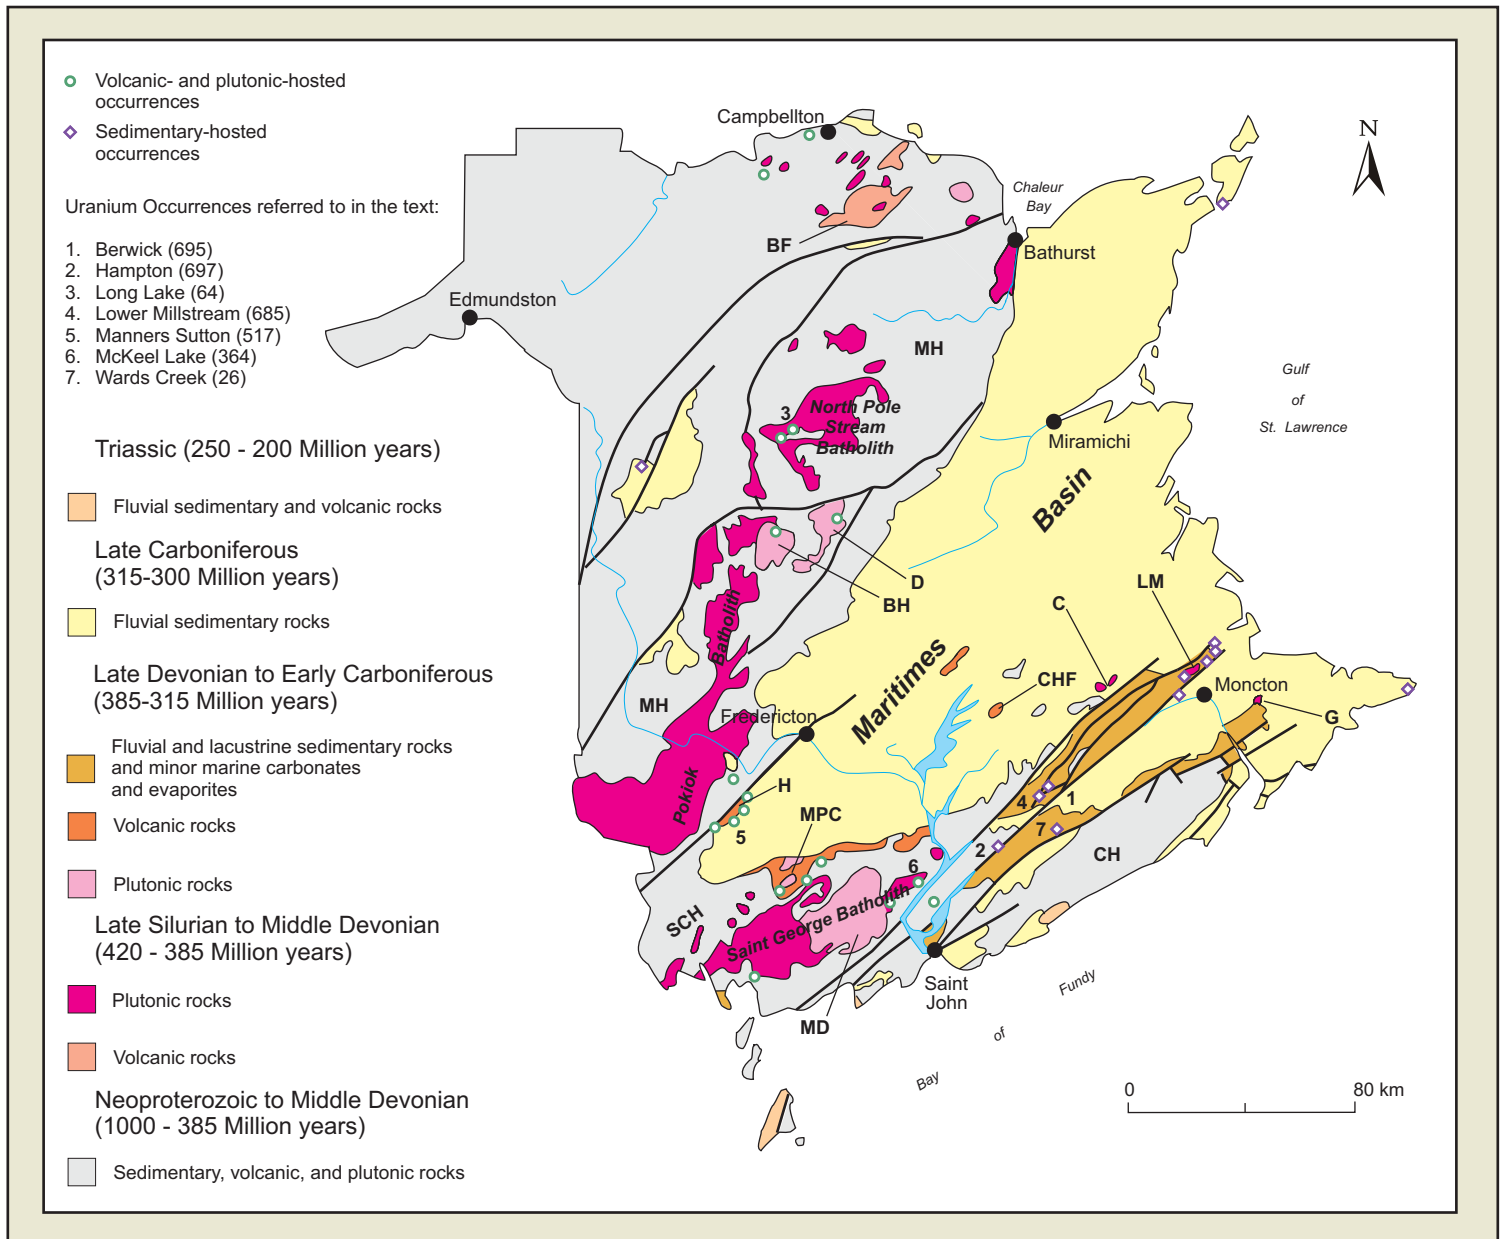 Volcanic- and plutonic-hosted
occurrences
Sedimentary-hosted
occurrences
Uranium Occurrences referred to in the text:
1. Berwick (695)
2. Hampton (697)
3. Long Lake (64)
4. Lower Millstream (685)
5. Manners Sutton (517)
6. McKeel Lake (364)
7. Wards Creek (26)
Triassic (250 - 200 Million years)
Fluvial sedimentary and volcanic rocks
Late Carboniferous
(315-300 Million years)
Fluvial sedimentary rocks
Late Devonian to Early Carboniferous
(385-315 Million years)
Fluvial and lacustrine sedimentary rocks
and minor marine carbonates
and evaporites
Volcanic rocks
Plutonic rocks
Late Silurian to Middle Devonian
(420 - 385 Million years)
Plutonic rocks
Volcanic rocks
Neoproterozoic to Middle Devonian
(1000 - 385 Million years)
Sedimentary, volcanic, and plutonic rocks
Campbellton
N
Chaleur
Bay
BF
Bathurst
Edmundston
MH
Gulf
of
St. Lawrence
3
North Pole
Stream
Batholith
Miramichi
Basin
D
BH
LM
C
Batholith
Maritimes
CHF
Moncton
MH
Fredericton
G
Pokiok
H
MPC
5
4
1
7
2
CH
6
SCH
Saint George Batholith
Saint
John
MD
Fundy
of
Bay
0
80 km